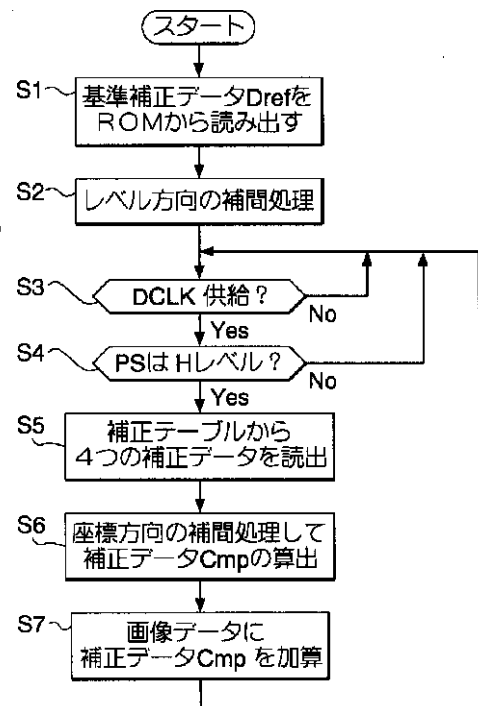 スタート
S1
基準補正データDrefを
ROMから読み出す
S2
レベル方向の補間処理
S3
DCLK 供給?
No
Yes
S4
PSは Hレベル?
No
Yes
S5
補正テーブルから
4つの補正データを読出
S6
座標方向の補間処理して
補正データCmpの算出
S7
画像データに
補正データCmp を加算